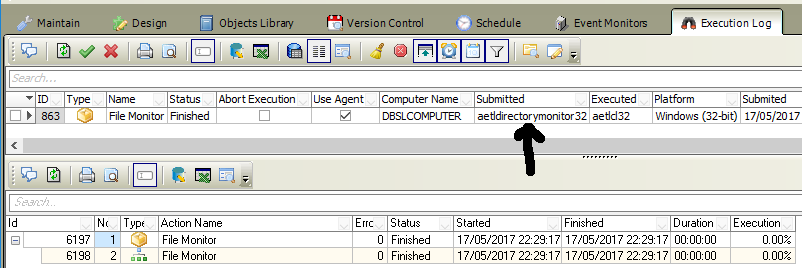 Maintain Design Objects Library Version Control Schedule Event Monitors Execution Log
Search...
ID Type Name Status Abort Execution Use Agent Computer Name Submitted Executed Platform Submited
863 File Monitor Finished DBSLCOMPUTER aetldirectorymonitor32 aetld32 Windows (32-bit) 17/05/2017
Search...
Id Type Action Name Status Started Finished Duration Execution
6197 1 File Monitor 0 Finished 17/05/2017 22:29:17 17/05/2017 22:29:17 00:00:00 0.00%
6198 2 File Monitor 0 Finished 17/05/2017 22:29:17 17/05/2017 22:29:17 00:00:00 0.00%